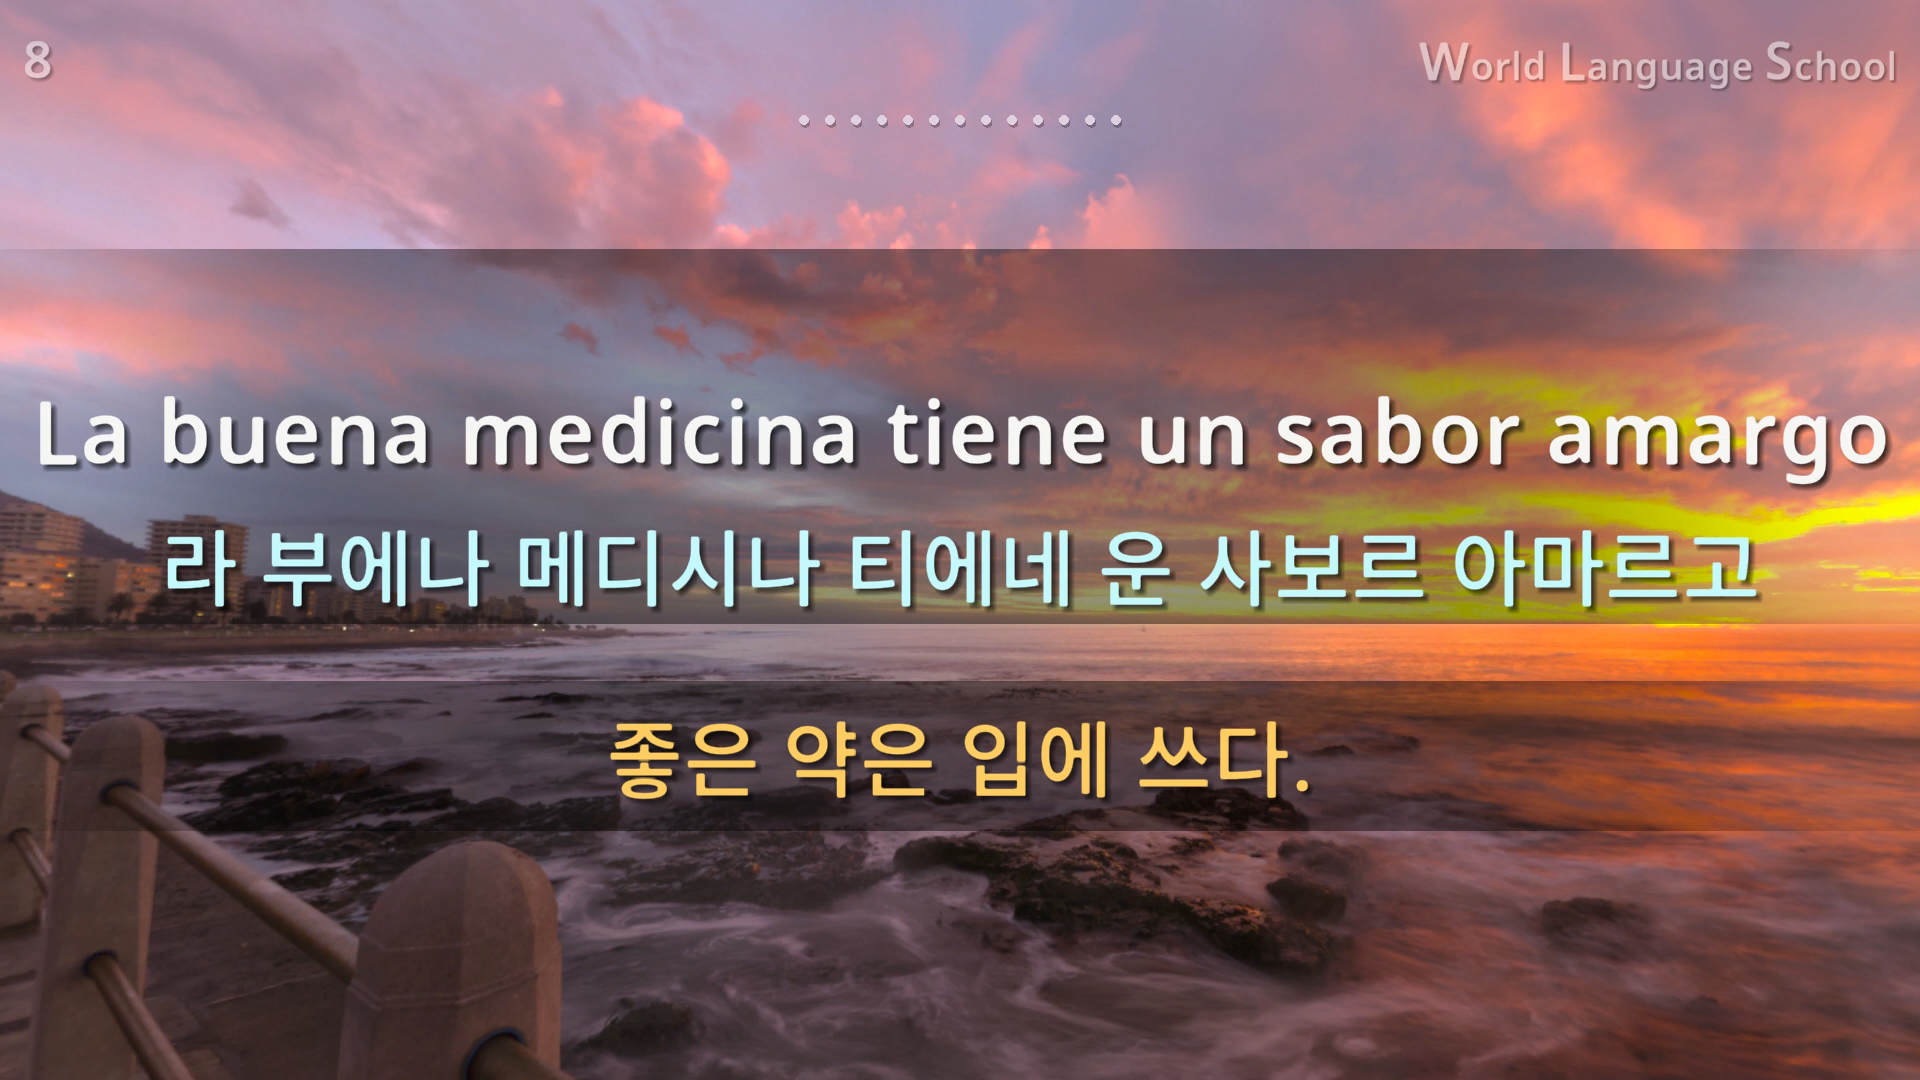 8
World Language School
. . . . . . . . . . . . .
La buena medicina tiene un sabor amargo
라 부에나 메디시나 티에네 운 사보르 아마르고
좋은 약은 입에 쓰다.